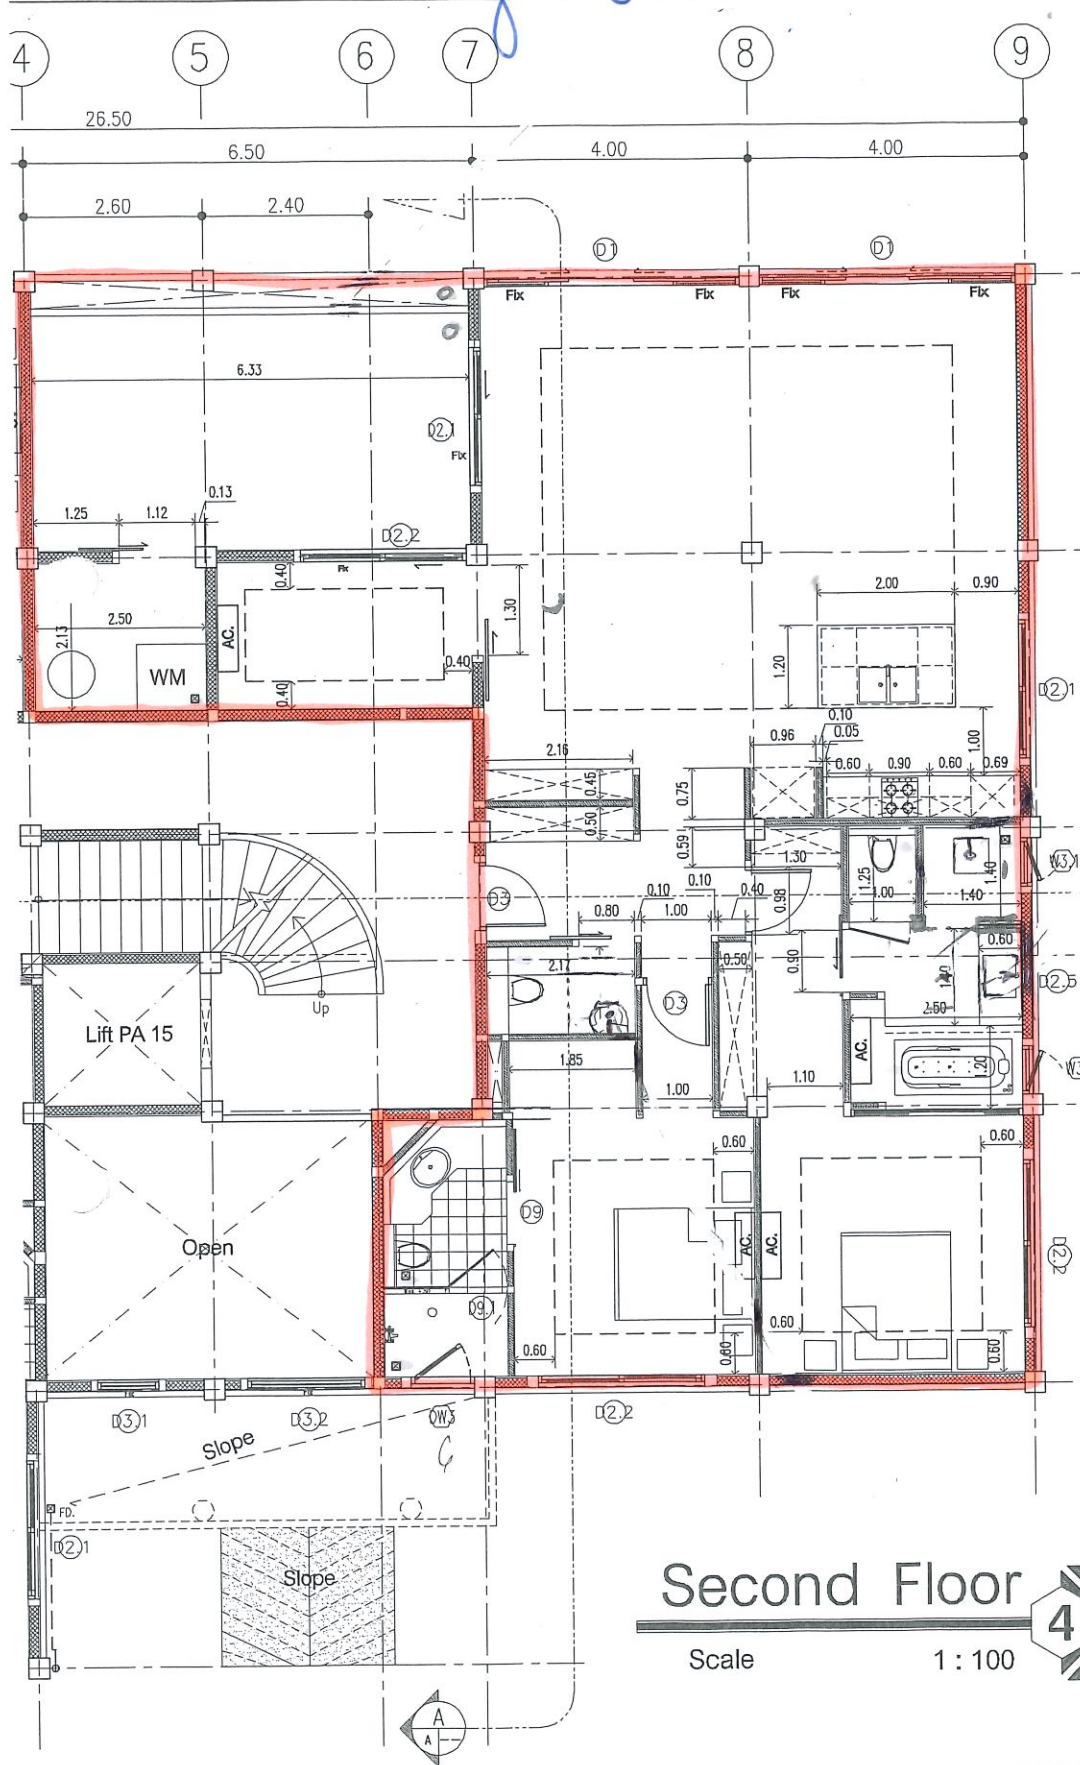 4 5 6 7 8 9
26.50
6.50 4.00 4.00
2.60 2.40
D1 D1
Fix Fix Fix Fix
6.33
D2.1
Fix
0.13
1.25 1.12
D2.2
Fix
0.40
2.00 0.90
1.30
2.50
2.13
AC.
1.20
WM
0.40
0.40
D2.1
0.10
0.96 0.05
1.00
2.16
0.60 0.90 0.60 0.69
0.45
0.75
0.50
0.59
1.30
W3.1
1.25
1.40
D3
0.10 0.10 0.40
0.98
1.00 1.40
0.80 1.00
0.60
2.17 0.50
0.90
D2.5
D3
2.50
Up
Lift PA 15
AC.
1.85
1.20
1.10
1.00
0.60
0.60
D9
Open
AC.
AC.
D2.2
D9.1
0.60
0.60
0.60
0.60
D3.1 D3.2 DW3 D2.2
Slope
FD.
D2.1
Slope
Second Floor
4
Scale 1 : 100
A
A